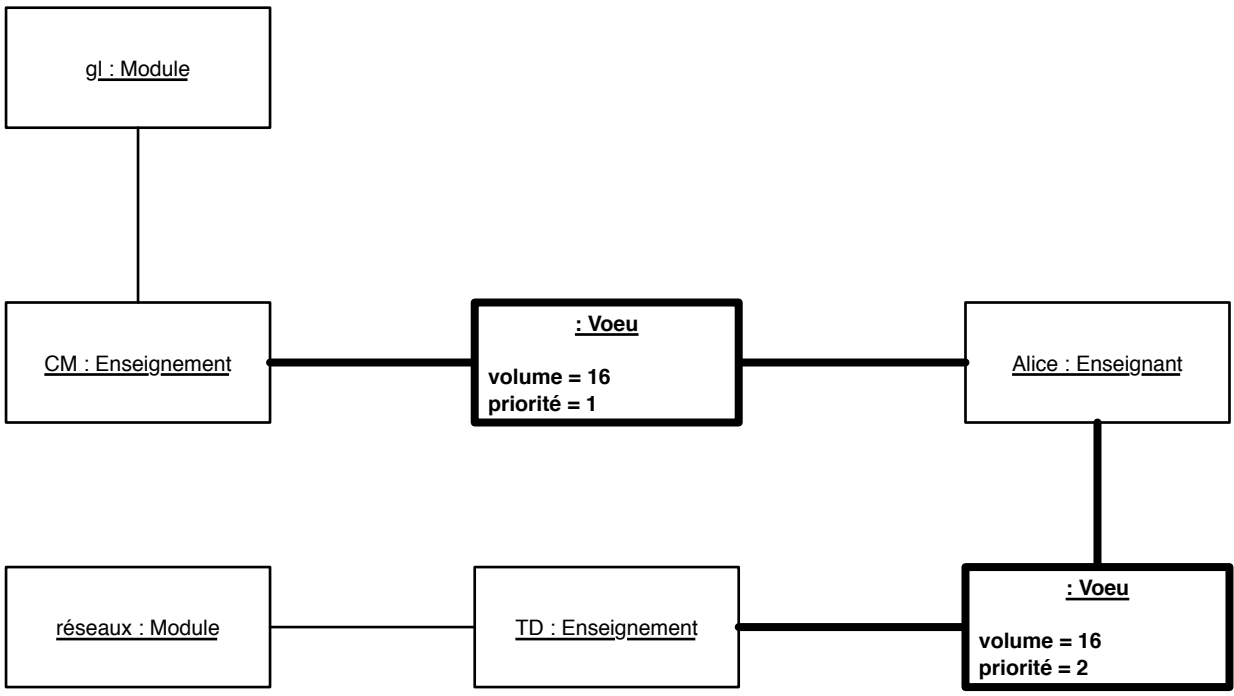 gl : Module
CM : Enseignement
: Voeu
volume = 16
priorité = 1
Alice : Enseignant
réseaux : Module
TD : Enseignement
: Voeu
volume = 16
priorité = 2